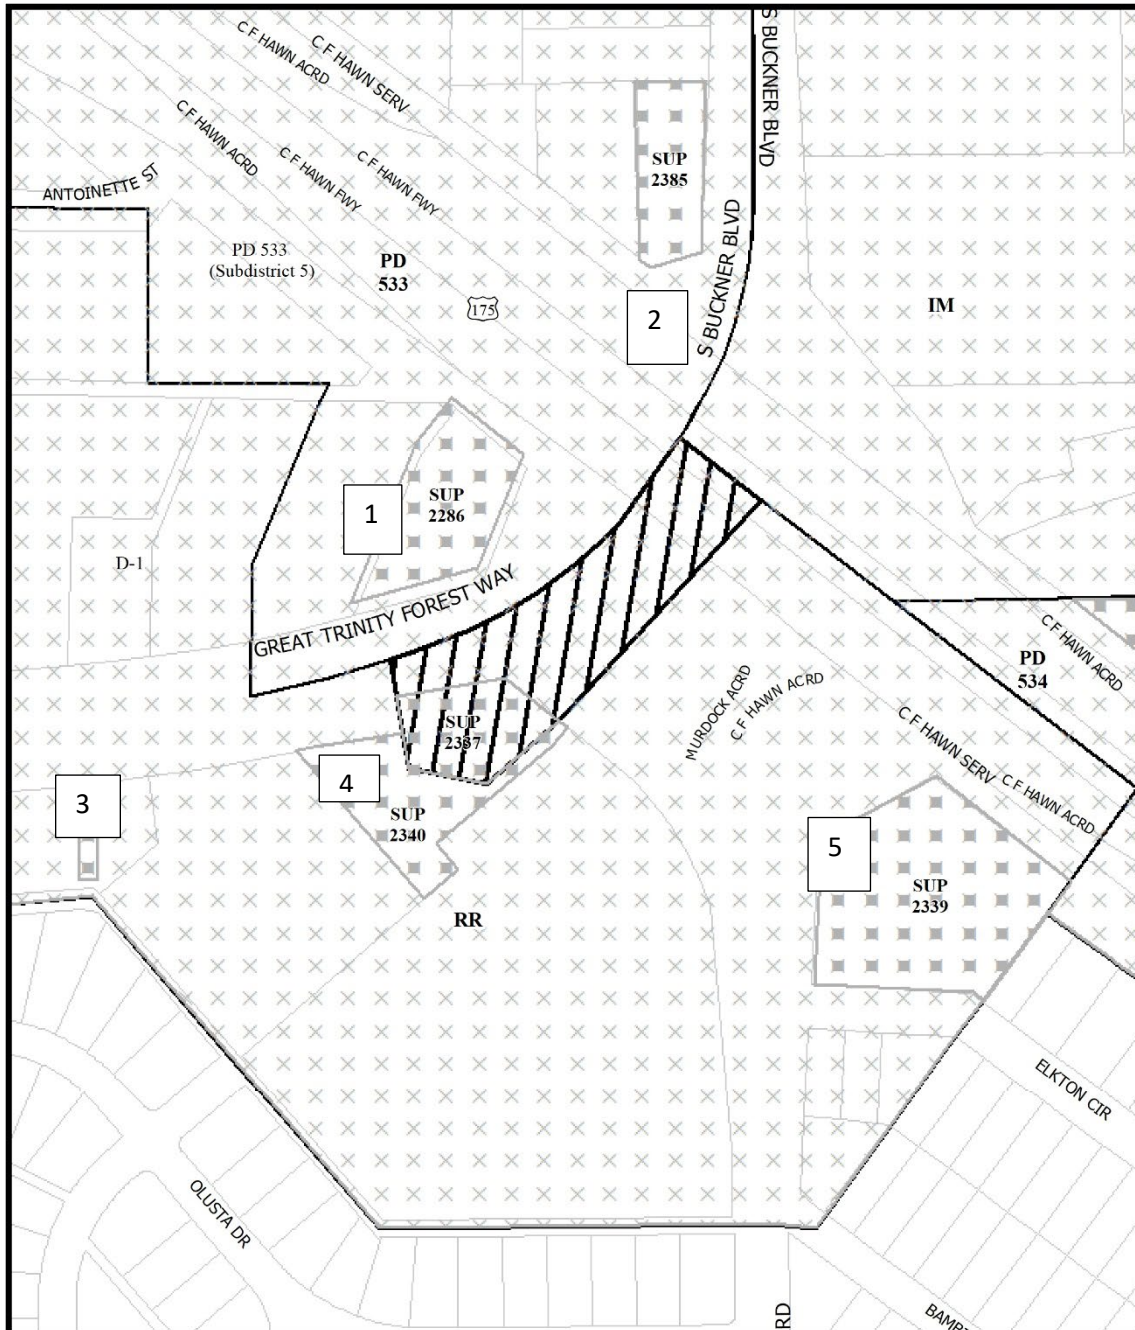 S BUCKNER BLVD
C F HAWN SERV
C F HAWN ACRD
C F HAWN ACRD
C F HAWN FWY
C F HAWN FWY
ANTOINETTE ST
SUP
2385
S BUCKNER BLVD
PD 533
(Subdistrict 5)
PD
533
175
2
IM
1
SUP
2286
D-1
GREAT TRINITY FOREST WAY
C F HAWN ACRD
PD
534
MURDOCK ACRD
C F HAWN ACRD
SUP
2337
C F HAWN SERV
C F HAWN ACRD
3
4
SUP
2340
5
SUP
2339
RR
ELKTON CIR
OLUSTA DR
RD